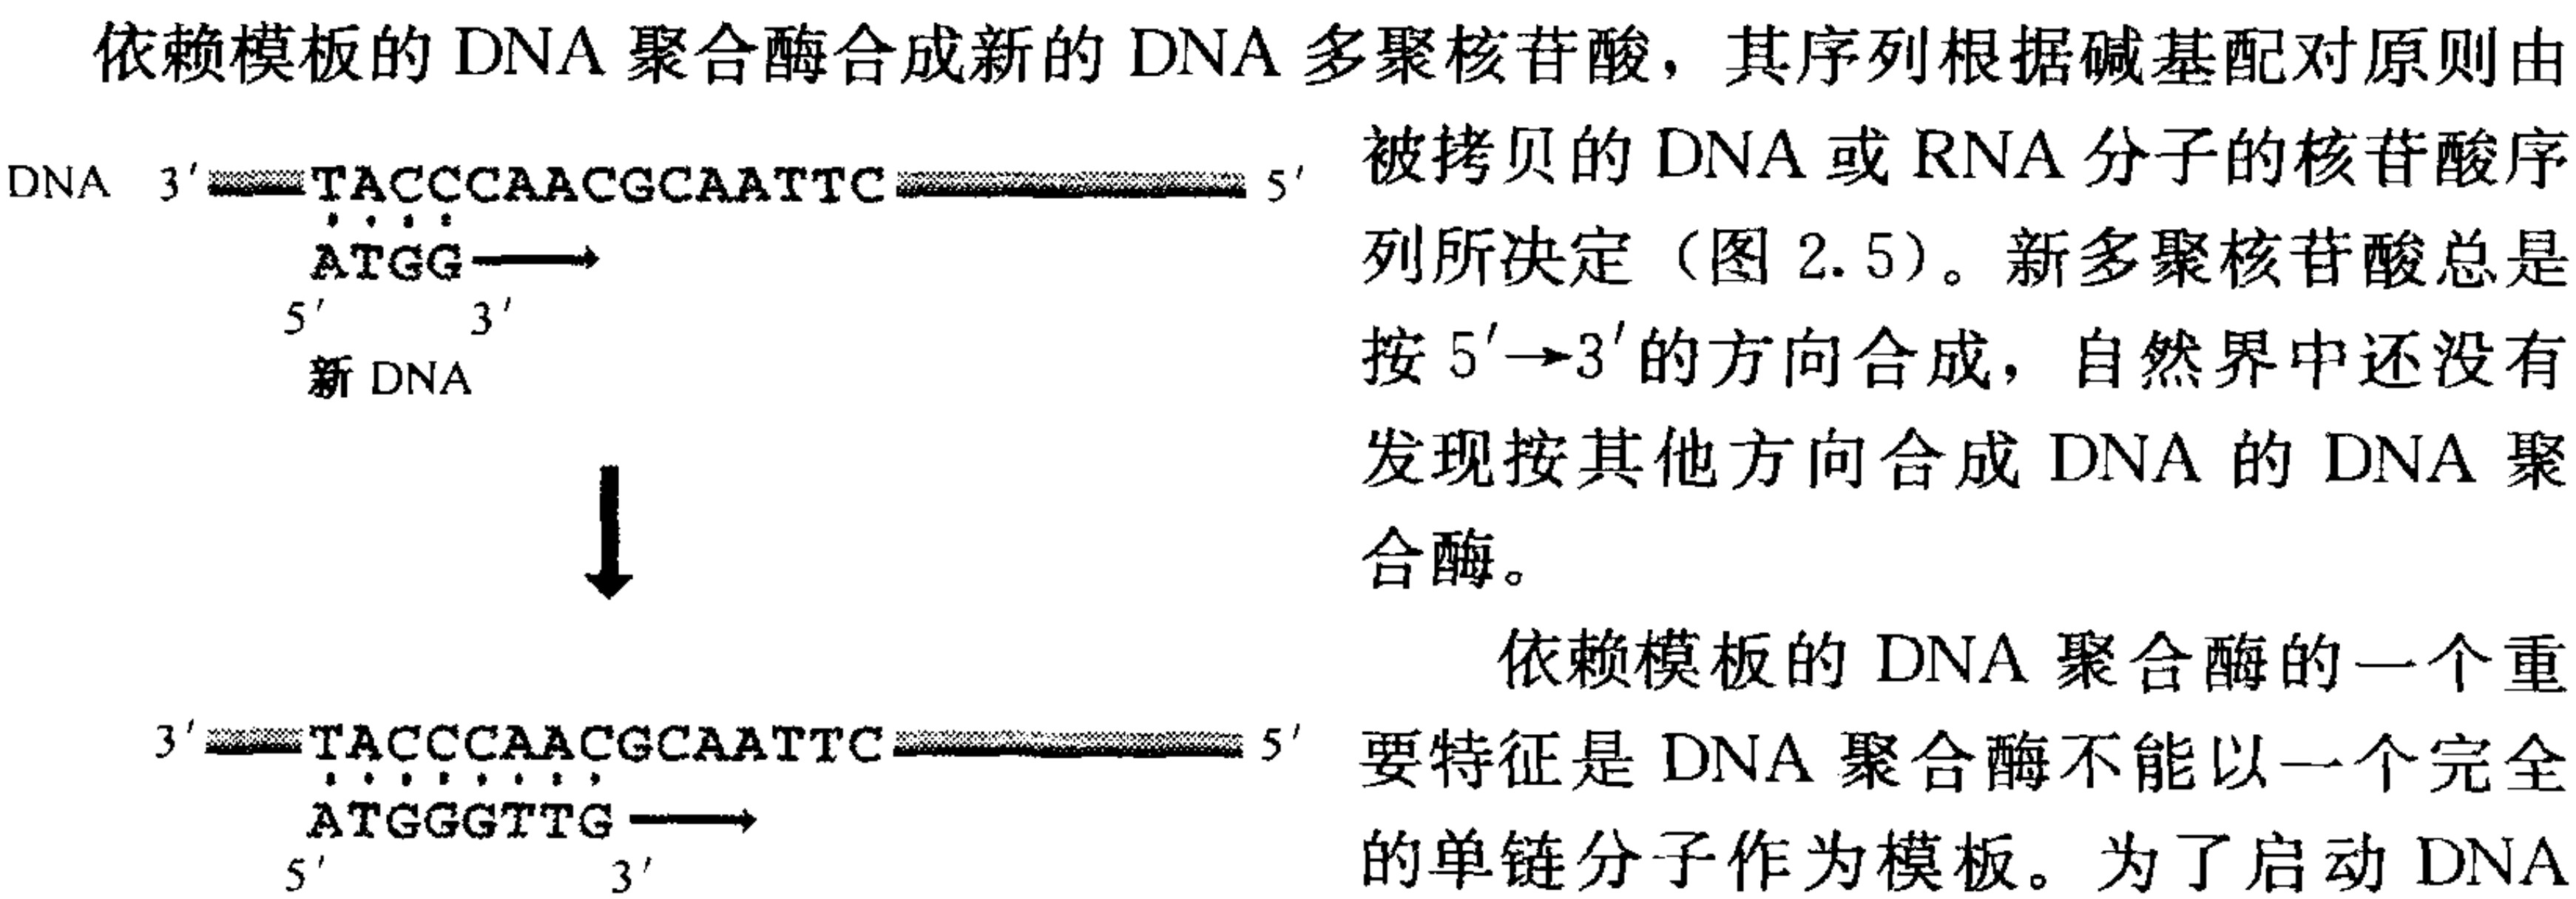 依赖模板的 DNA 聚合酶合成新的 DNA 多聚核苷酸，其序列根据碱基配对原则由
被拷贝的 DNA 或 RNA 分子的核苷酸序
列所决定（图 2.5）。新多聚核苷酸总是
按 5′→3′的方向合成，自然界中还没有
发现按其他方向合成 DNA 的 DNA 聚
合酶。
依赖模板的 DNA 聚合酶的一个重
要特征是 DNA 聚合酶不能以一个完全
的单链分子作为模板。为了启动 DNA
DNA 3′ TACCCAACGCAATTC 5′
ATGG
5′ 3′
新 DNA
3′ TACCCAACGCAATTC 5′
ATGGGTTG
5′ 3′